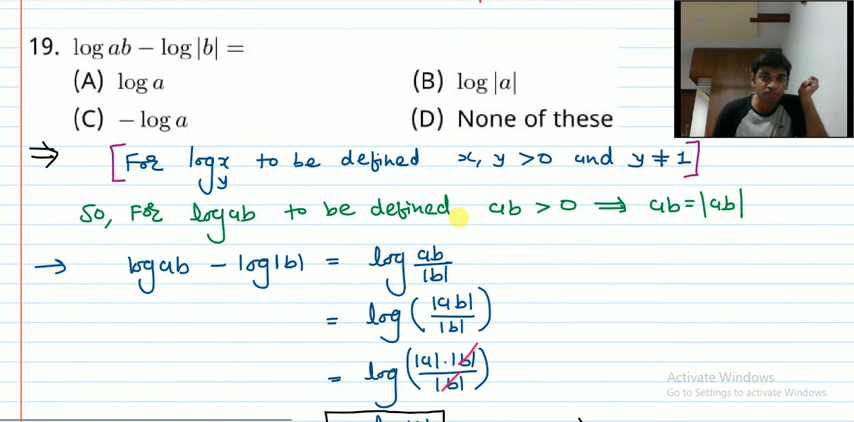 19. log ab − log |b| =
(A) log a (B) log |a|
(C) − log a (D) None of these
⇒ [For log_y x to be defined x, y > 0 and y ≠ 1]
So, For log ab to be defined, ab > 0 ⇒ ab = |ab|
→ log ab − log |b| = log ab/|b|
= log (|ab|/|b|)
= log (|a|.|b|/|b|)
Activate Windows
Go to Settings to activate Windows.